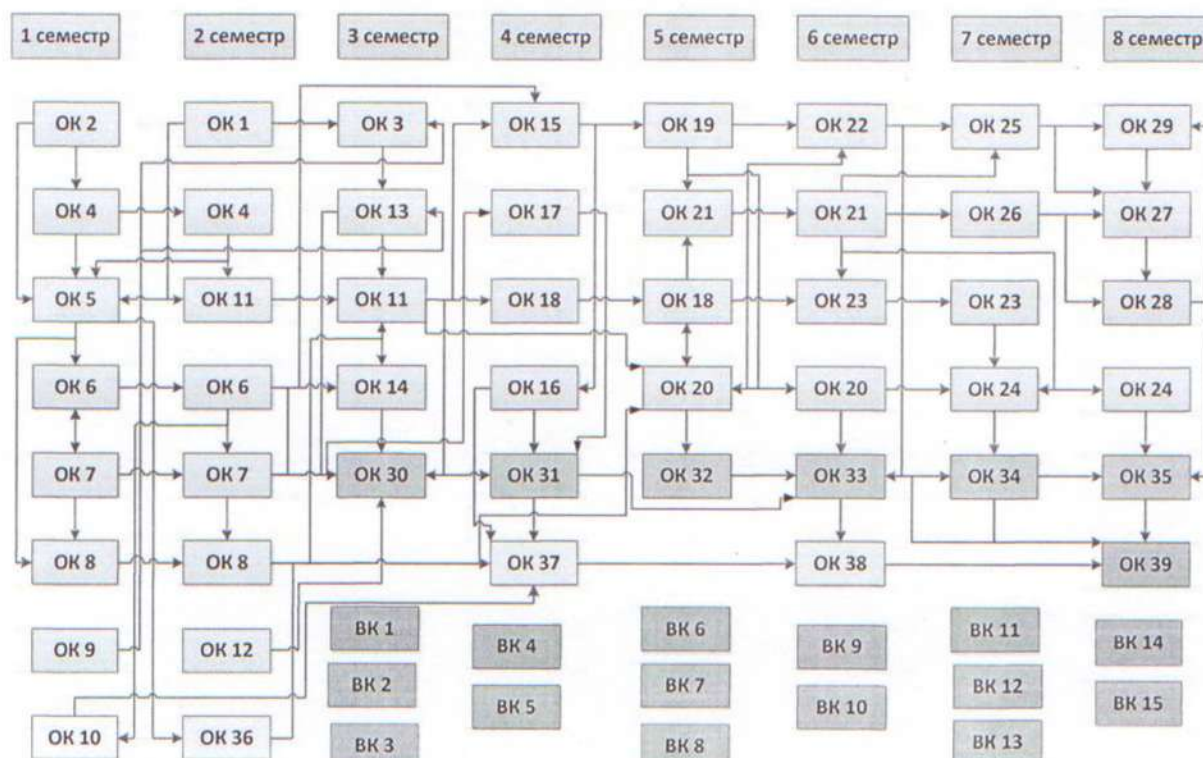 1 семестр 2 семестр 3 семестр 4 семестр 5 семестр 6 семестр 7 семестр 8 семестр
ОК 2 ОК 1 ОК 3 ОК 15 ОК 19 ОК 22 ОК 25 ОК 29
ОК 4 ОК 4 ОК 13 ОК 17 ОК 21 ОК 21 ОК 26 ОК 27
ОК 5 ОК 11 ОК 11 ОК 18 ОК 18 ОК 23 ОК 23 ОК 28
ОК 6 ОК 6 ОК 14 ОК 16 ОК 20 ОК 20 ОК 24 ОК 24
ОК 7 ОК 7 ОК 30 ОК 31 ОК 32 ОК 33 ОК 34 ОК 35
ОК 8 ОК 8 ОК 37 ОК 38 ОК 39
ОК 9 ОК 12 ВК 1 ВК 4 ВК 6 ВК 9 ВК 11 ВК 14
ВК 2 ВК 5 ВК 7 ВК 10 ВК 12 ВК 15
ОК 10 ОК 36 ВК 3 ВК 8 ВК 13